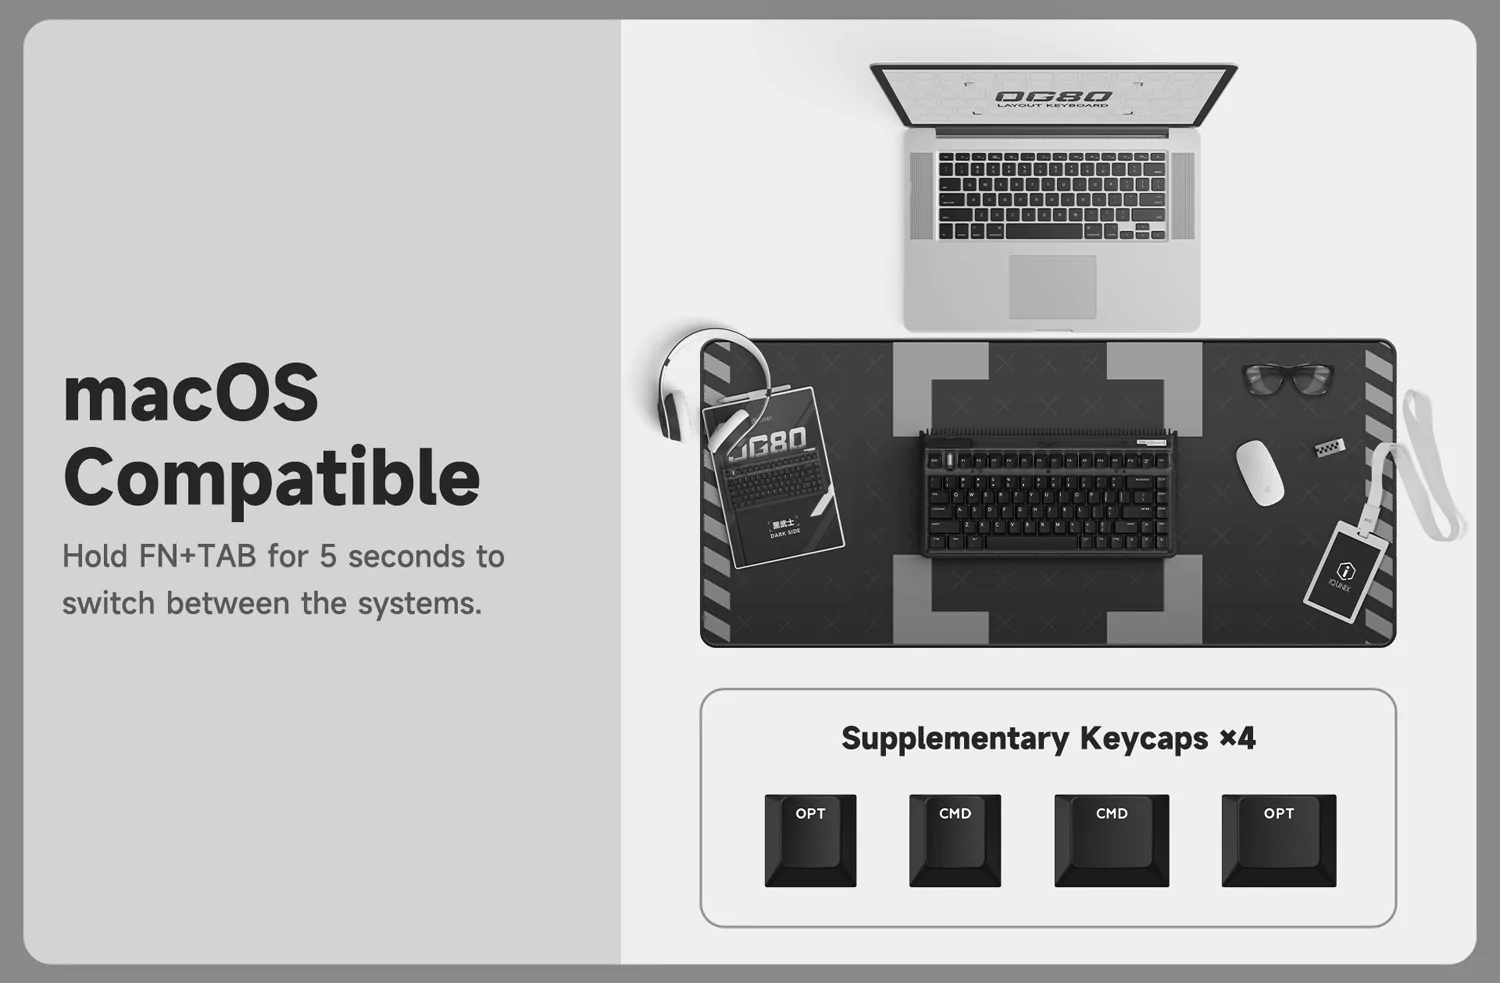 macOS
Compatible
Hold FN+TAB for 5 seconds to
switch between the systems.
OG80
LAYOUT KEYBOARD
OG80
黑武士
DARK SIDE
IQUNIX
Supplementary Keycaps ×4
OPT
CMD
CMD
OPT